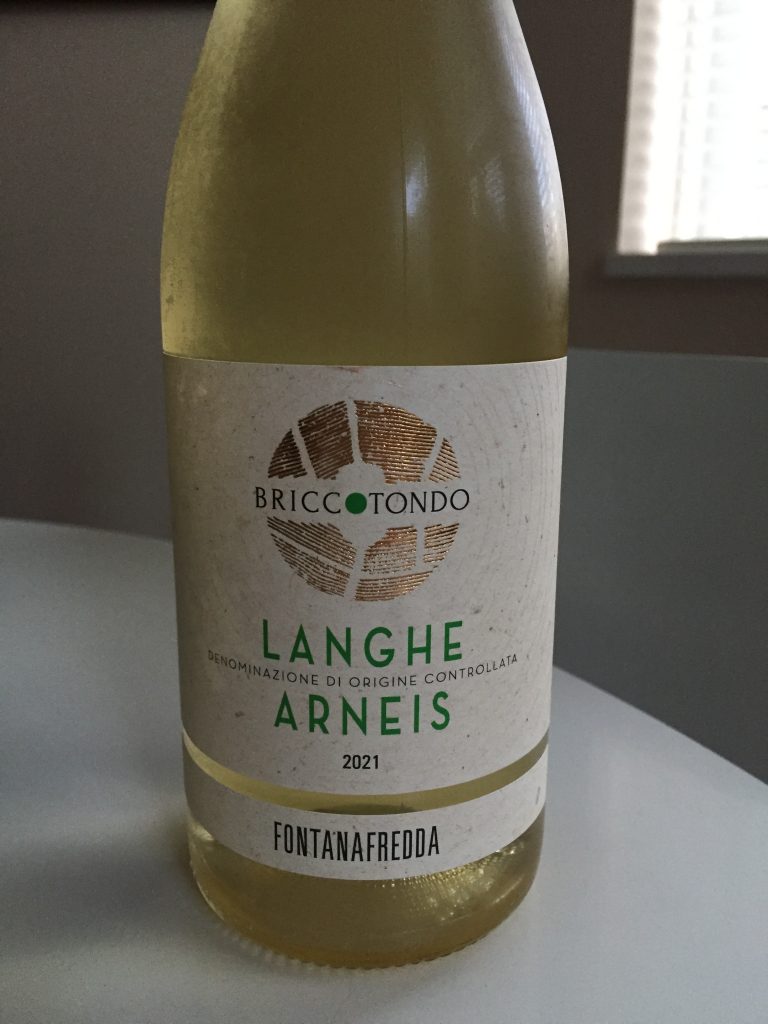 BRICCOTONDO
LANGHE
DENOMINAZIONE DI ORIGINE CONTROLLATA
ARNEIS
2021
FONTANAFREDDA